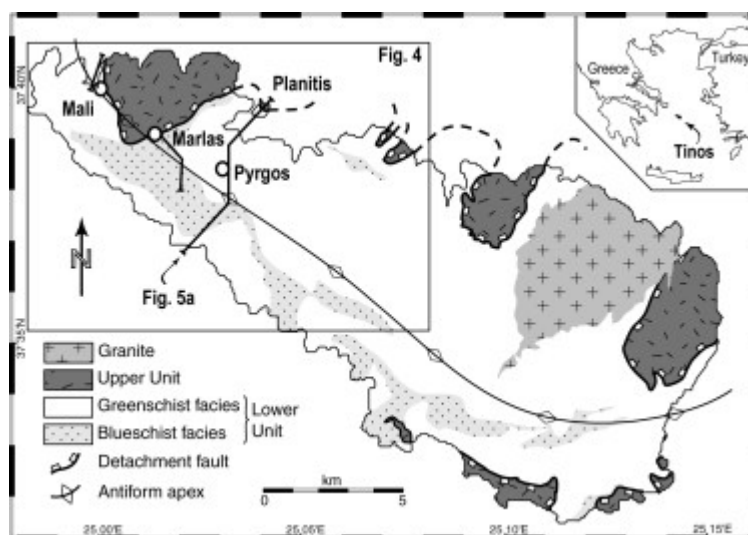 Fig. 4
Greece
Turkey
Tinos
37°40'N
Mali
Planitis
Marlas
Pyrgos
N
Fig. 5a
37°35'N
Granite
Upper Unit
Greenschist facies
Blueschist facies
Lower
Unit
Detachment fault
Antiform apex
km
0 5
25.00'E 25.05'E 25.10'E 25.15'E